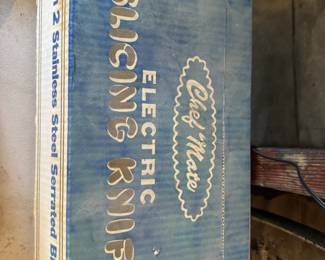 Chef Mate
ELECTRIC
SLICING KNIF
2 Stainless Steel Serrated B